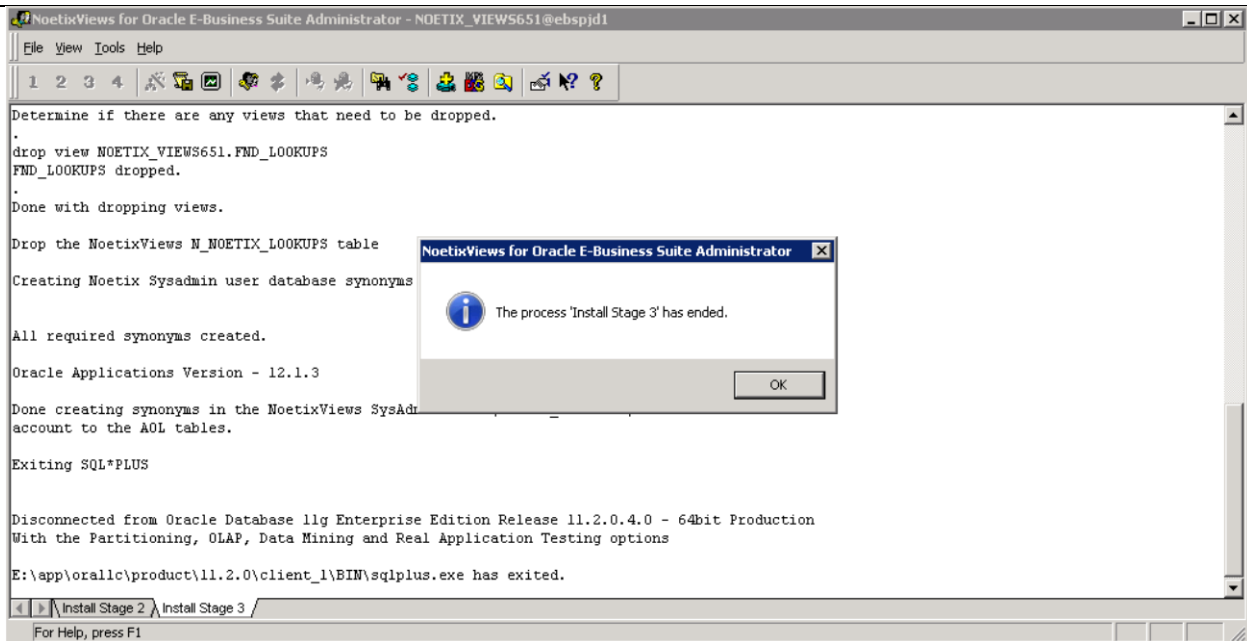 NoetixViews for Oracle E-Business Suite Administrator - NOETIX_VIEWS651@ebspjd1
File View Tools Help
1 2 3 4
Determine if there are any views that need to be dropped.
.
drop view NOETIX_VIEWS651.FND_LOOKUPS
FND_LOOKUPS dropped.
.
Done with dropping views.
Drop the NoetixViews N_NOETIX_LOOKUPS table
Creating Noetix Sysadmin user database synonyms
All required synonyms created.
Oracle Applications Version - 12.1.3
Done creating synonyms in the NoetixViews SysAd
account to the AOL tables.
Exiting SQL*PLUS
Disconnected from Oracle Database 11g Enterprise Edition Release 11.2.0.4.0 - 64bit Production
With the Partitioning, OLAP, Data Mining and Real Application Testing options
E:\app\orallc\product\11.2.0\client_1\BIN\sqlplus.exe has exited.
NoetixViews for Oracle E-Business Suite Administrator
The process 'Install Stage 3' has ended.
OK
Install Stage 2
Install Stage 3
For Help, press F1